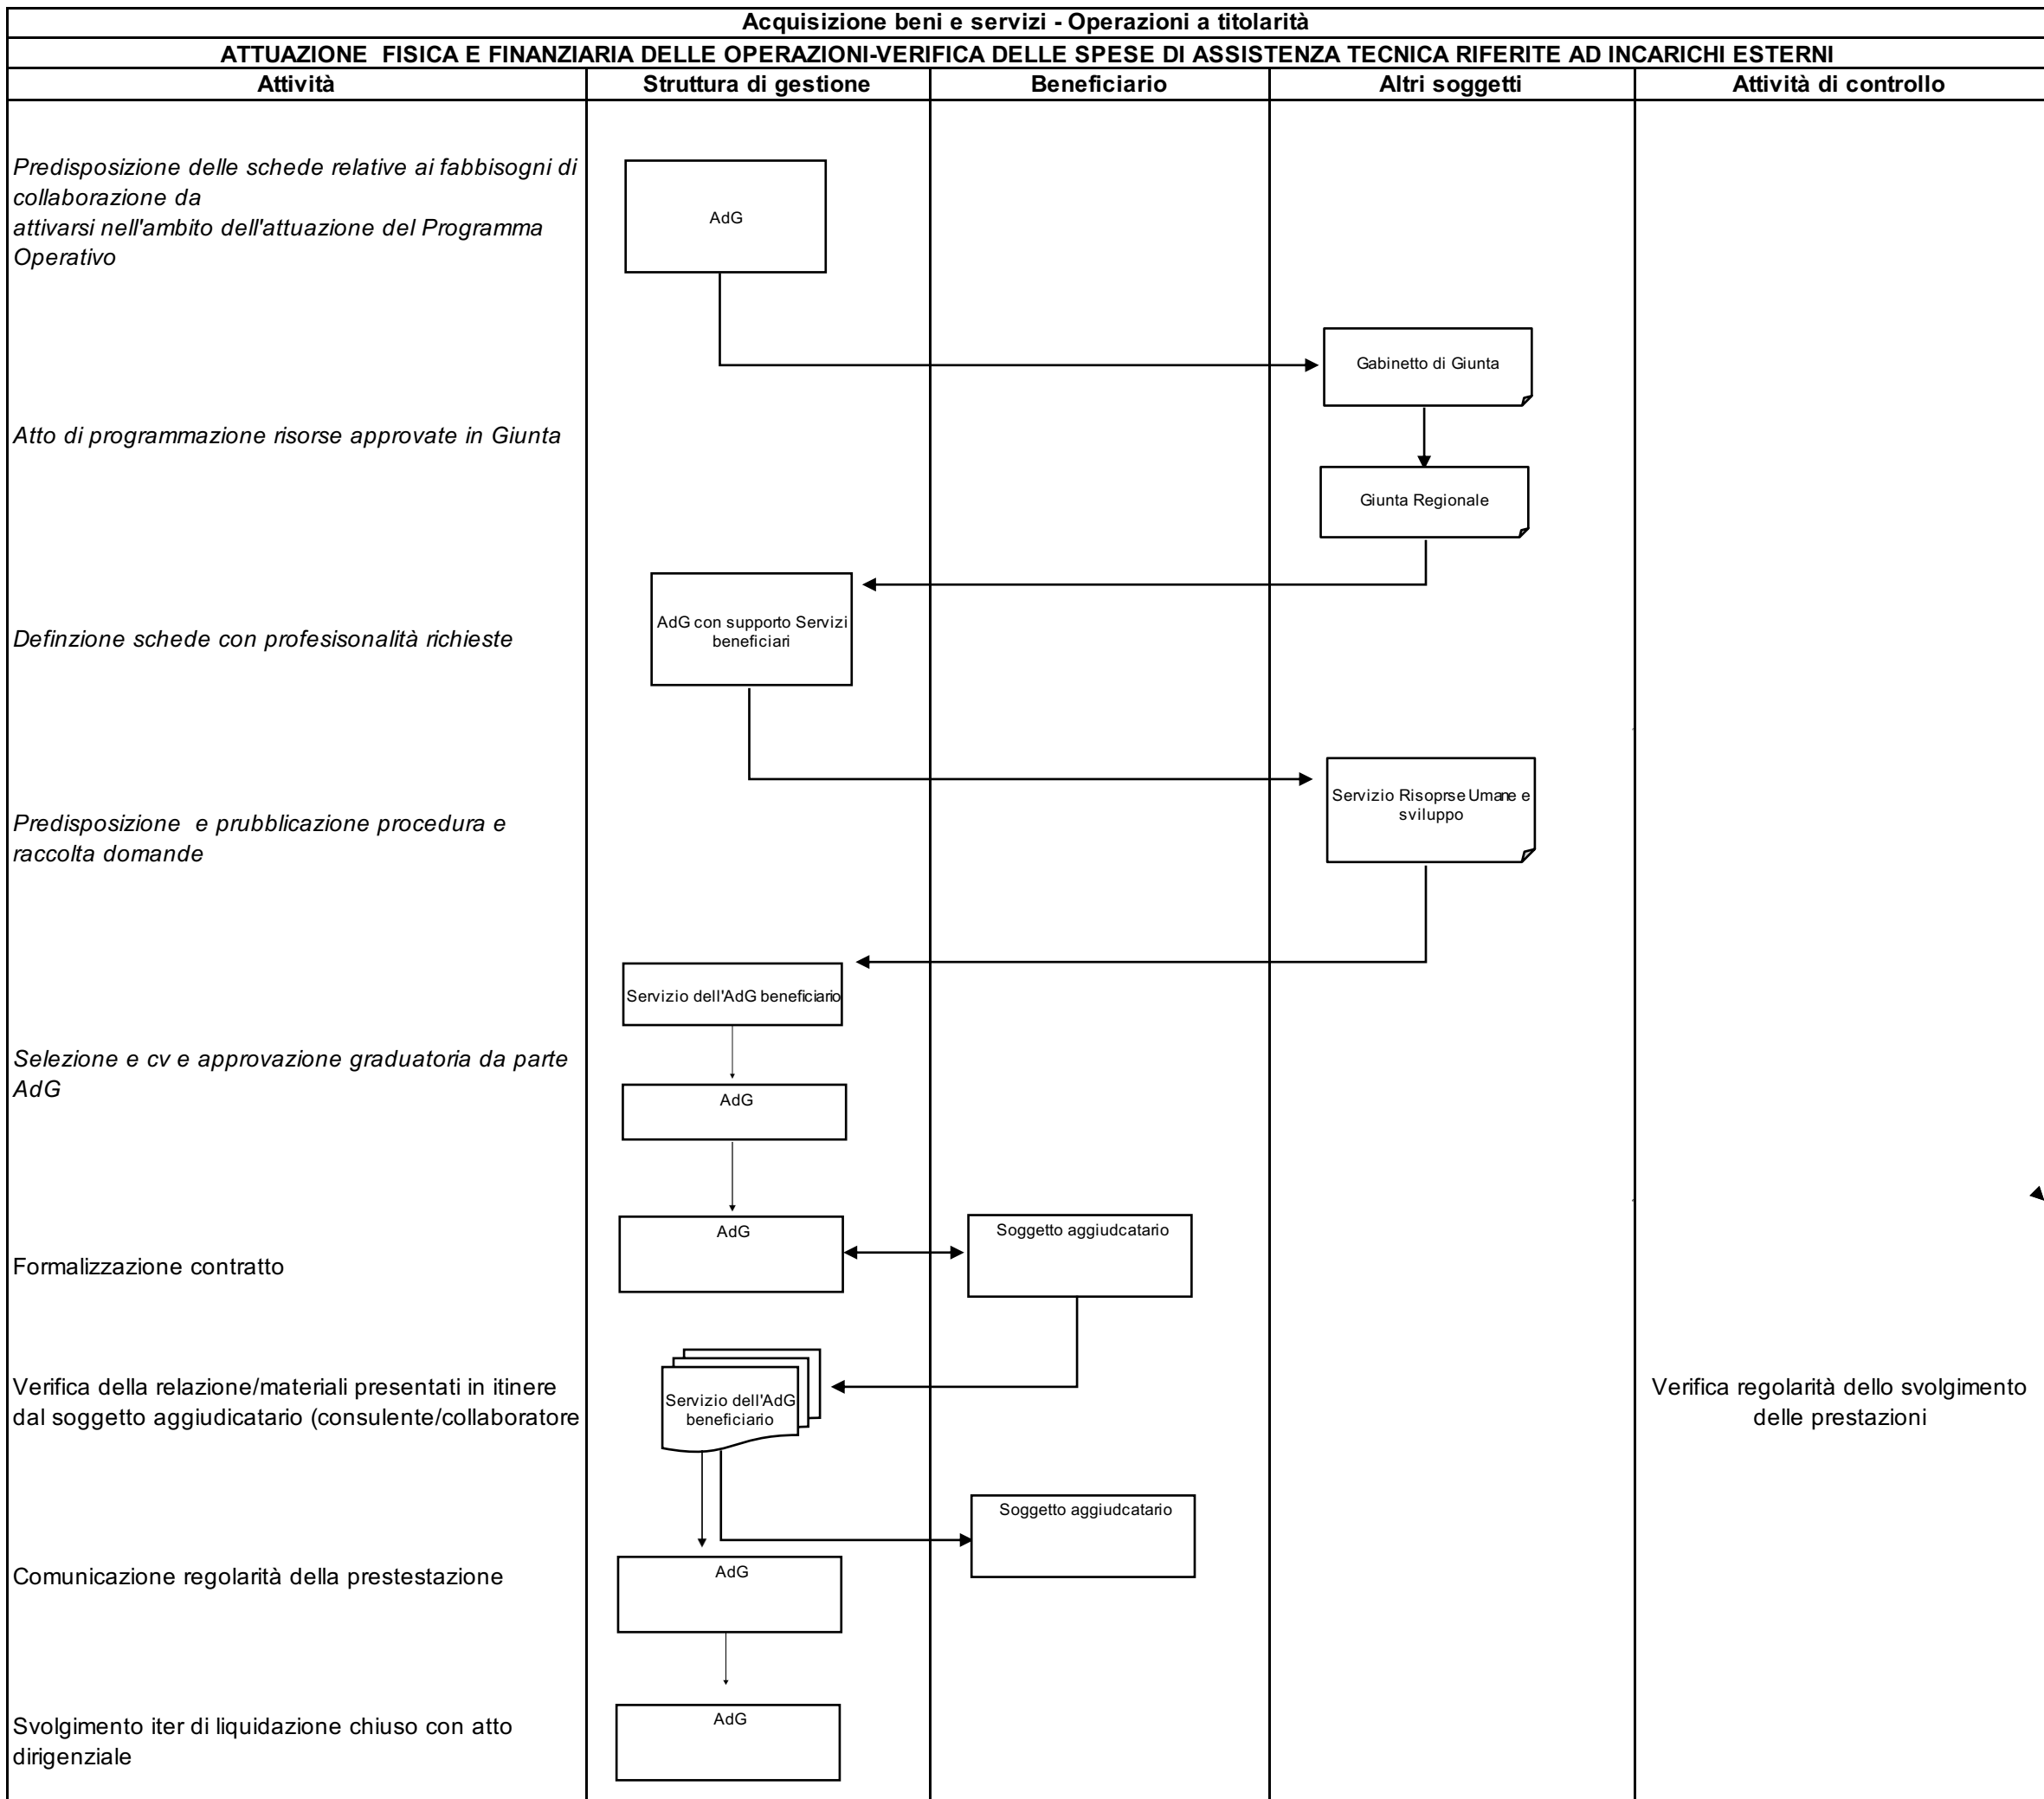 Acquisizione beni e servizi - Operazioni a titolarità
ATTUAZIONE FISICA E FINANZIARIA DELLE OPERAZIONI-VERIFICA DELLE SPESE DI ASSISTENZA TECNICA RIFERITE AD INCARICHI ESTERNI
Attività
Struttura di gestione
Beneficiario
Altri soggetti
Attività di controllo
Predisposizione delle schede relative ai fabbisogni di
collaborazione da
attivarsi nell'ambito dell'attuazione del Programma
Operativo
AdG
Gabinetto di Giunta
Atto di programmazione risorse approvate in Giunta
Giunta Regionale
AdG con supporto Servizi
beneficiari
Definzione schede con profesisonalità richieste
Servizio Risoprse Umane e
sviluppo
Predisposizione e prubblicazione procedura e
raccolta domande
Servizio dell'AdG beneficiario
Selezione e cv e approvazione graduatoria da parte
AdG
AdG
AdG
Soggetto aggiudcatario
Formalizzazione contratto
Verifica della relazione/materiali presentati in itinere
dal soggetto aggiudicatario (consulente/collaboratore
Servizio dell'AdG
beneficiario
Verifica regolarità dello svolgimento
delle prestazioni
Soggetto aggiudcatario
Comunicazione regolarità della prestestazione
AdG
Svolgimento iter di liquidazione chiuso con atto
dirigenziale
AdG